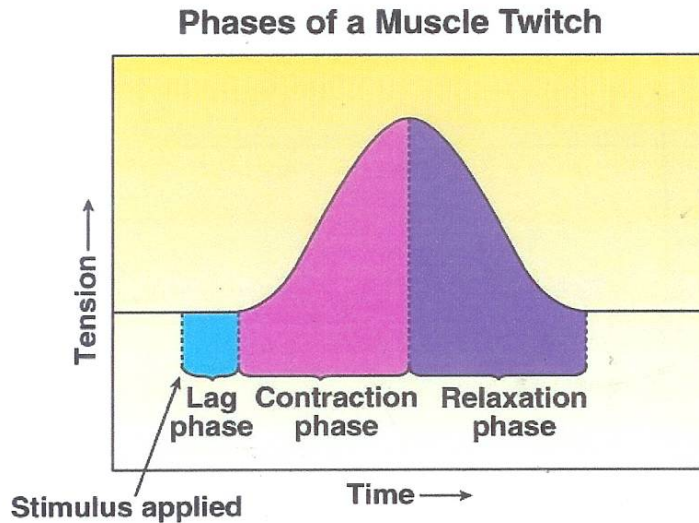 Phases of a Muscle Twitch
Tension
Lag
phase
Contraction
phase
Relaxation
phase
Stimulus applied
Time